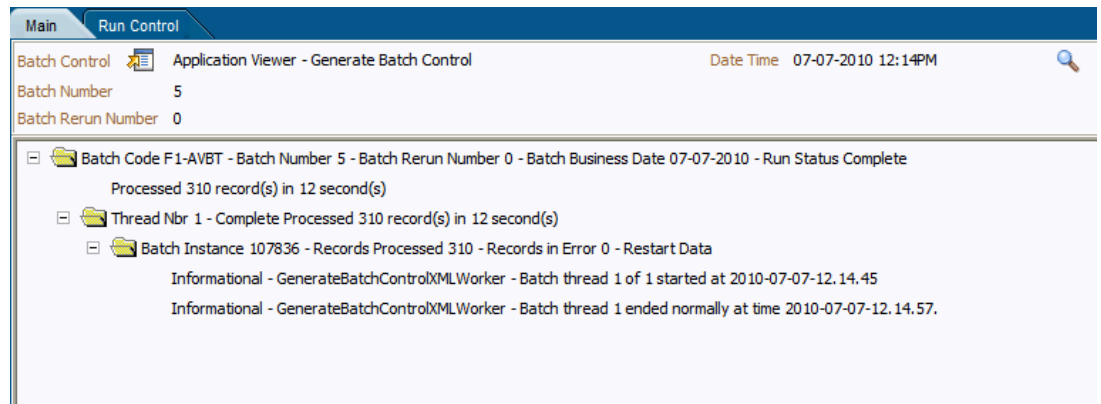 Main Run Control
Batch Control Application Viewer - Generate Batch Control Date Time 07-07-2010 12:14PM
Batch Number 5
Batch Rerun Number 0
Batch Code F1-AVBT - Batch Number 5 - Batch Rerun Number 0 - Batch Business Date 07-07-2010 - Run Status Complete
Processed 310 record(s) in 12 second(s)
Thread Nbr 1 - Complete Processed 310 record(s) in 12 second(s)
Batch Instance 107836 - Records Processed 310 - Records in Error 0 - Restart Data
Informational - GenerateBatchControlXMLWorker - Batch thread 1 of 1 started at 2010-07-07-12.14.45
Informational - GenerateBatchControlXMLWorker - Batch thread 1 ended normally at time 2010-07-07-12.14.57.